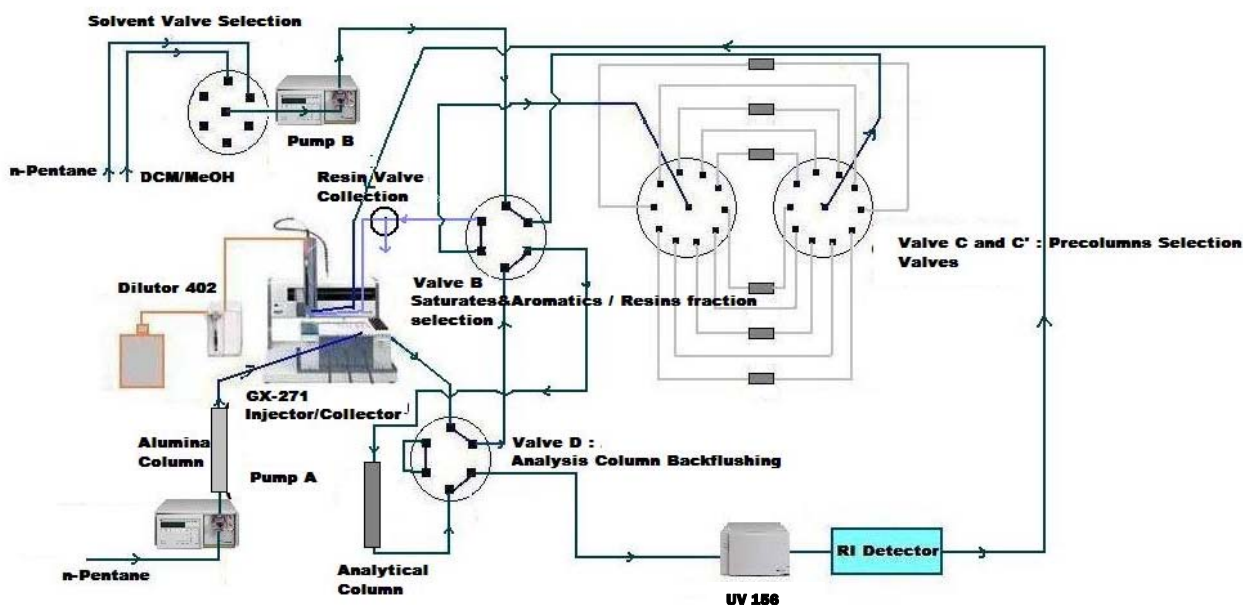 Solvent Valve Selection
Pump B
n-Pentane
DCM/MeOH
Resin Valve
Collection
Valve C and C' : Precolumns Selection
Valves
Valve B
Saturates&Aromatics / Resins fraction
selection
Dilutor 402
GX-271
Injector/Collector
Alumina
Column
Pump A
Valve D :
Analysis Column Backflushing
n-Pentane
Analytical
Column
RI Detector
UV 156